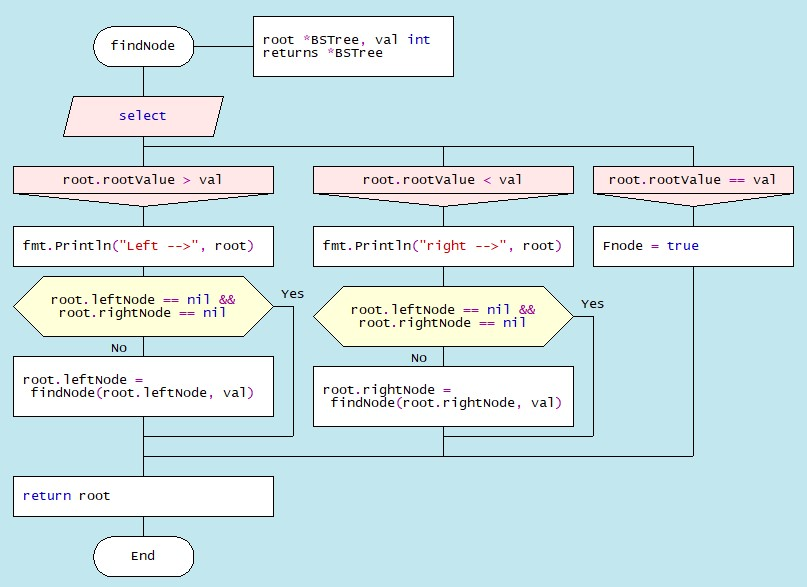 findNode
root *BSTree, val int
returns *BSTree
select
root.rootValue > val
root.rootValue < val
root.rootValue == val
fmt.Println("Left -->", root)
fmt.Println("right -->", root)
Fnode = true
root.leftNode == nil &&
root.rightNode == nil
Yes
No
root.leftNode == nil &&
root.rightNode == nil
Yes
No
root.leftNode =
findNode(root.leftNode, val)
root.rightNode =
findNode(root.rightNode, val)
return root
End